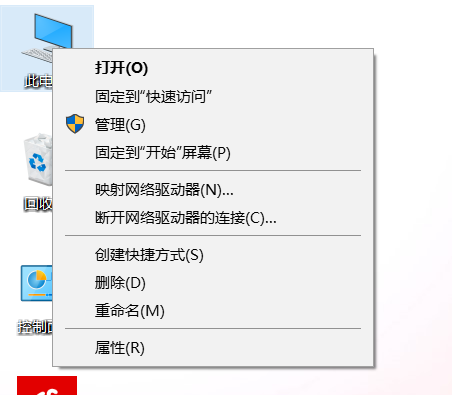 此电
打开(O)
固定到“快速访问”
管理(G)
固定到“开始”屏幕(P)
回收
映射网络驱动器(N)...
断开网络驱动器的连接(C)...
创建快捷方式(S)
删除(D)
重命名(M)
控制
属性(R)